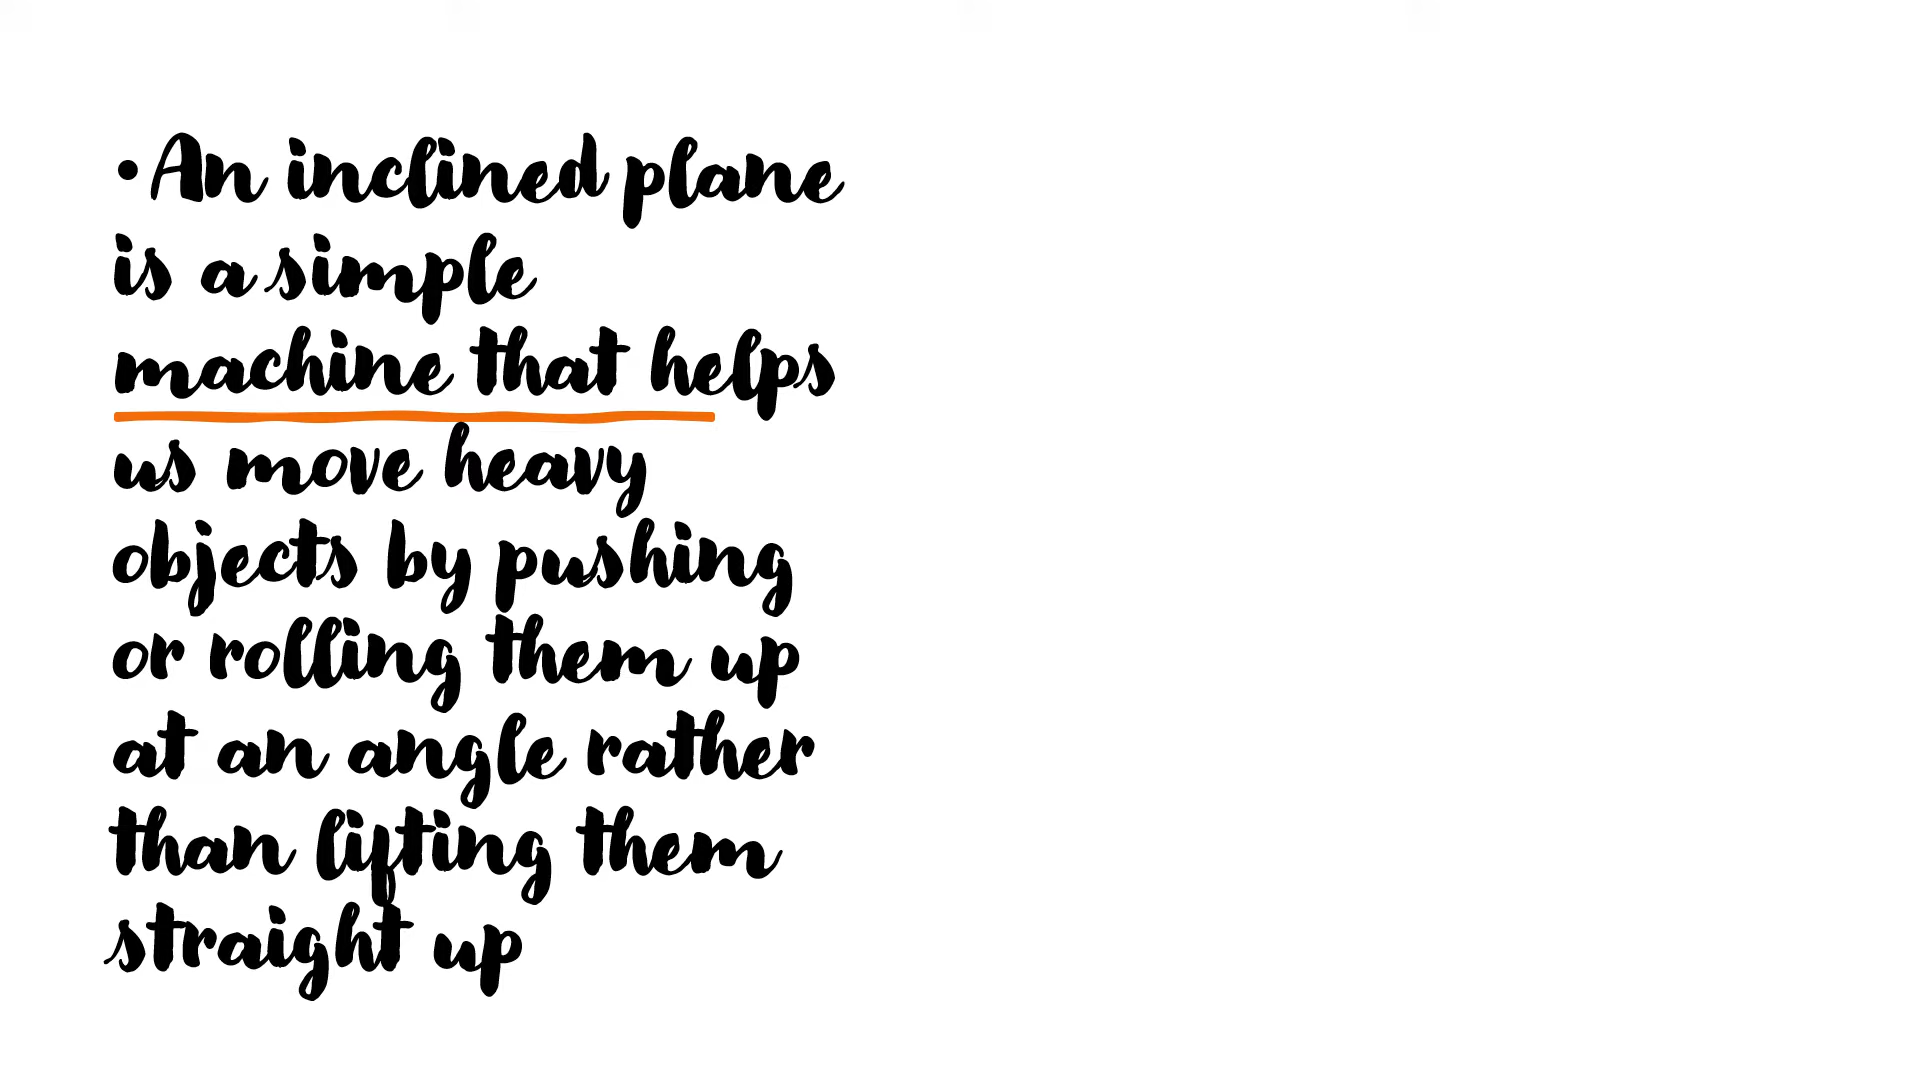 •An inclined plane
is a simple
machine that helps
us move heavy
objects by pushing
or rolling them up
at an angle rather
than lifting them
straight up